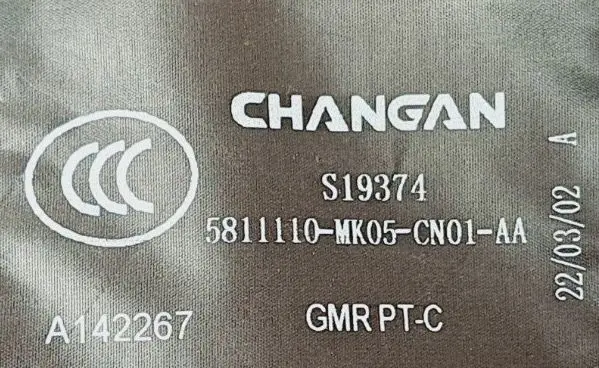 CHANGAN
CCC
S19374
5811110-MK05-CN01-AA
A142267
GMR PT-C
22/03/02 A